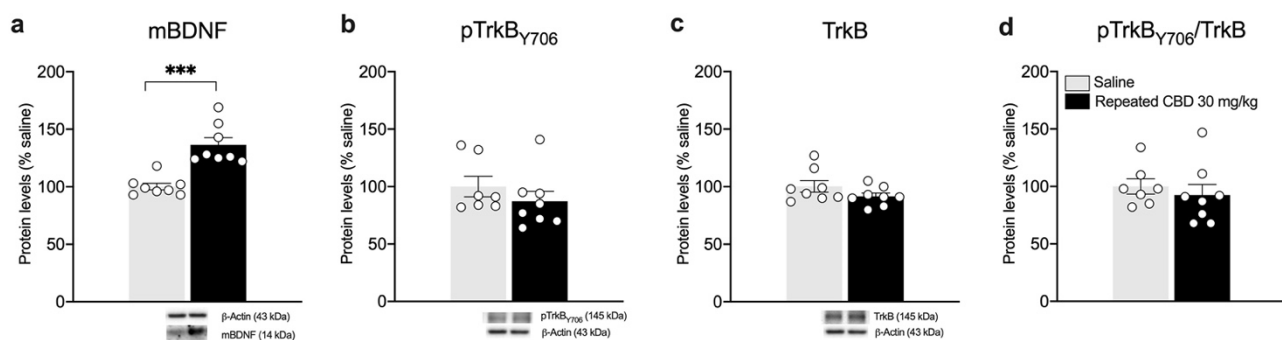 a
mBDNF
Protein levels (% saline)
200
150
100
50
0
***
β-Actin (43 kDa)
mBDNF (14 kDa)
b
pTrkBY706
Protein levels (% saline)
200
150
100
50
0
pTrkBY706 (145 kDa)
β-Actin (43 kDa)
c
TrkB
Protein levels (% saline)
200
150
100
50
0
TrkB (145 kDa)
β-Actin (43 kDa)
d
pTrkBY706/TrkB
Protein levels (% saline)
200
150
100
50
0
Saline
Repeated CBD 30 mg/kg